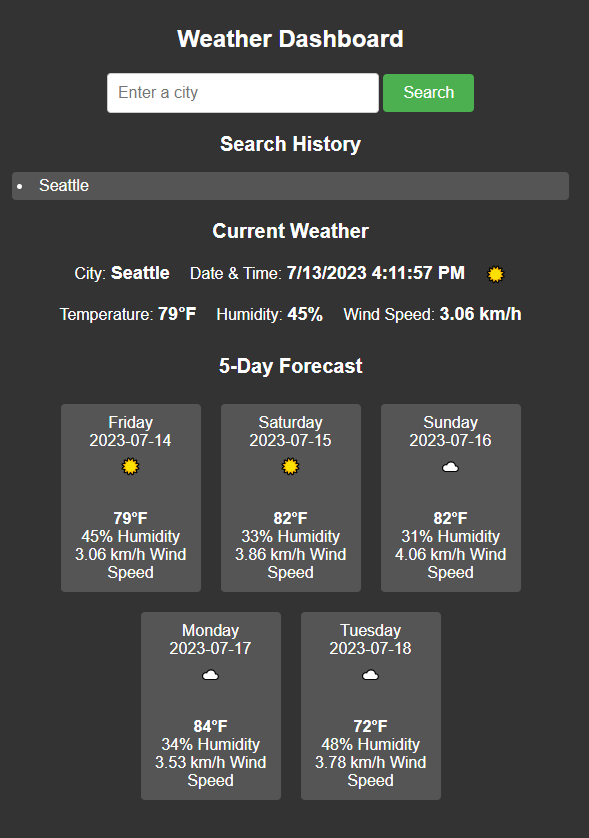 Weather Dashboard
Enter a city Search
Search History
Seattle
Current Weather
City: Seattle Date & Time: 7/13/2023 4:11:57 PM
Temperature: 79°F Humidity: 45% Wind Speed: 3.06 km/h
5-Day Forecast
Friday
2023-07-14
79°F
45% Humidity
3.06 km/h Wind
Speed
Saturday
2023-07-15
82°F
33% Humidity
3.86 km/h Wind
Speed
Sunday
2023-07-16
82°F
31% Humidity
4.06 km/h Wind
Speed
Monday
2023-07-17
84°F
34% Humidity
3.53 km/h Wind
Speed
Tuesday
2023-07-18
72°F
48% Humidity
3.78 km/h Wind
Speed